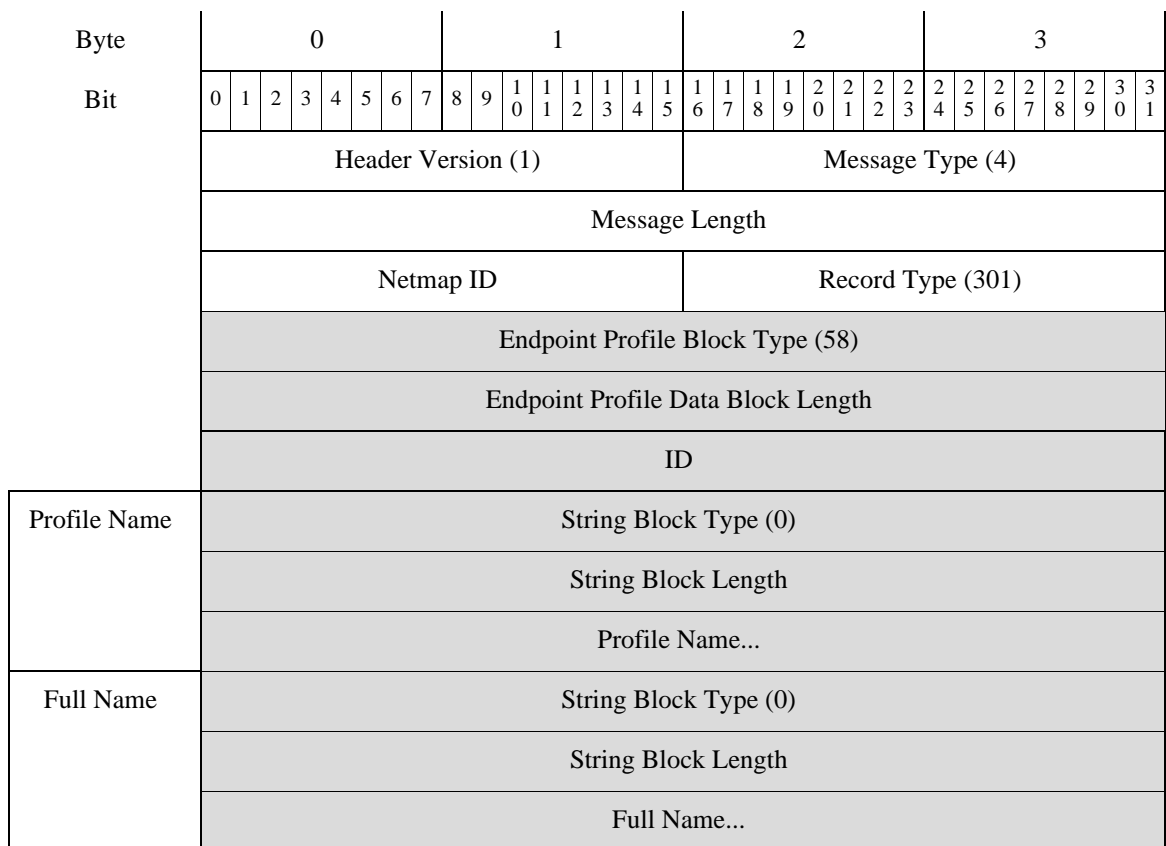 Byte 0 1 2 3
Bit 0 1 2 3 4 5 6 7 8 9 10 11 12 13 14 15 16 17 18 19 20 21 22 23 24 25 26 27 28 29 30 31
Header Version (1) Message Type (4)
Message Length
Netmap ID Record Type (301)
Endpoint Profile Block Type (58)
Endpoint Profile Data Block Length
ID
Profile Name String Block Type (0)
String Block Length
Profile Name...
Full Name String Block Type (0)
String Block Length
Full Name...